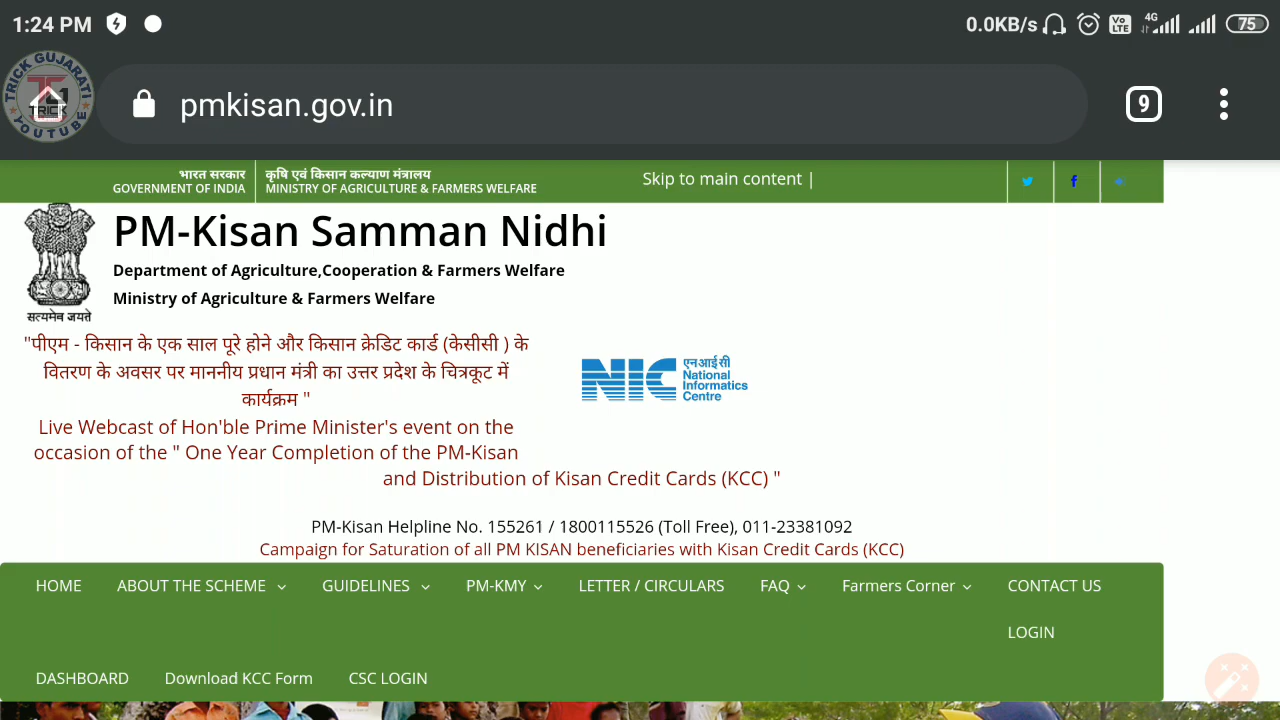 1:24 PM
0.0KB/s
Vo LTE
4G
75
TRICK GUJARATI
TRICK
YOUTUBE
pmkisan.gov.in
9
भारत सरकार
GOVERNMENT OF INDIA
कृषि एवं किसान कल्याण मंत्रालय
MINISTRY OF AGRICULTURE & FARMERS WELFARE
Skip to main content |
PM-Kisan Samman Nidhi
Department of Agriculture,Cooperation & Farmers Welfare
Ministry of Agriculture & Farmers Welfare
सत्यमेव जयते
"पीएम - किसान के एक साल पूरे होने और किसान क्रेडिट कार्ड (केसीसी ) के
वितरण के अवसर पर माननीय प्रधान मंत्री का उत्तर प्रदेश के चित्रकूट में
कार्यक्रम "
NIC
एनआईसी
National
Informatics
Centre
Live Webcast of Hon'ble Prime Minister's event on the
occasion of the " One Year Completion of the PM-Kisan
and Distribution of Kisan Credit Cards (KCC) "
PM-Kisan Helpline No. 155261 / 1800115526 (Toll Free), 011-23381092
Campaign for Saturation of all PM KISAN beneficiaries with Kisan Credit Cards (KCC)
HOME ABOUT THE SCHEME GUIDELINES PM-KMY LETTER / CIRCULARS FAQ Farmers Corner CONTACT US
LOGIN
DASHBOARD Download KCC Form CSC LOGIN